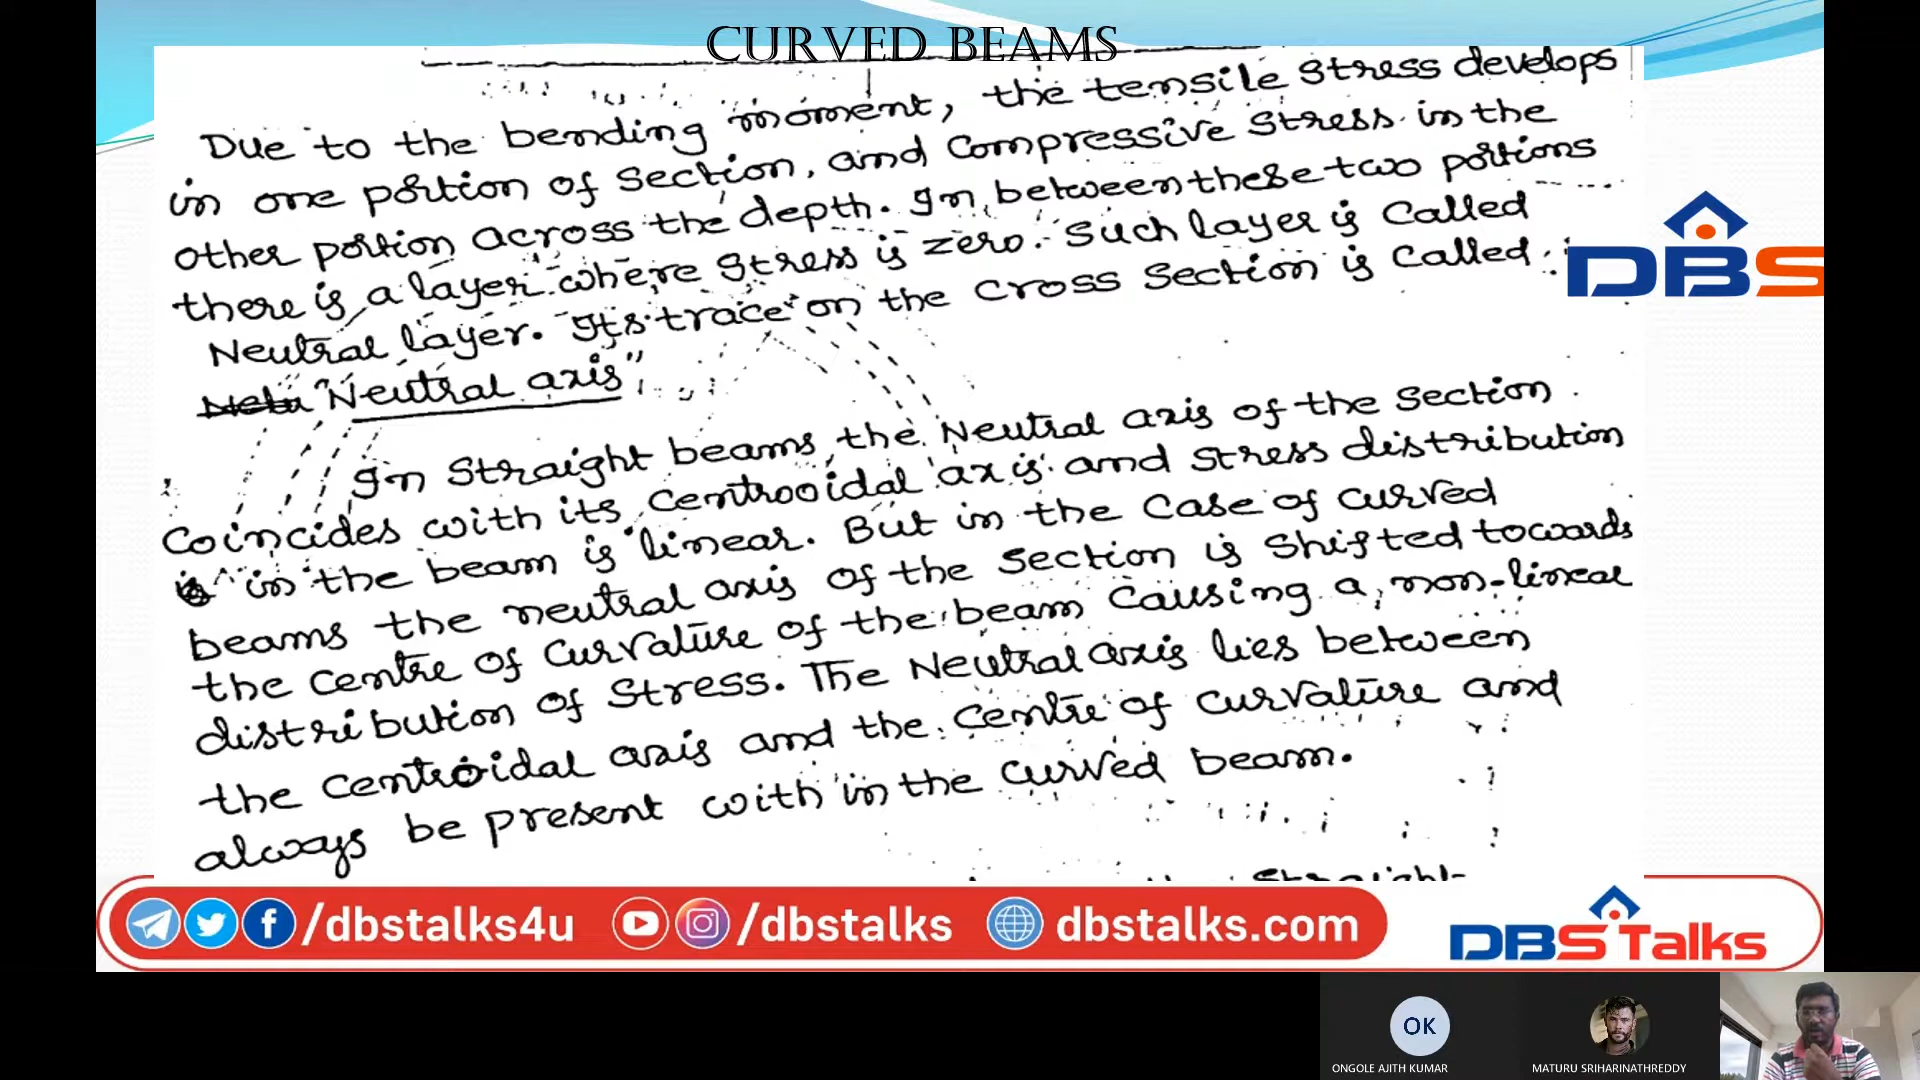 CURVED BEAMS
Due to the bending moment, the tensile stress develops
in one portion of section, and compressive stress in the
other portion across the depth. In between these two portions
there is a layer where stress is zero. Such layer is called
Neutral layer. Its trace on the cross section is called
"Neutral axis"
In straight beams, the Neutral axis of the section
coincides with its centrooidal axis and stress distribution
in the beam is linear. But in the case of curved
beams the neutral axis of the section is shifted towards
the centre of curvature of the beam causing a non-linear
distribution of stress. The Neutral axis lies between
the centroidal axis and the centre of curvature and
always be present with in the curved beam.
DBS
/dbstalks4u /dbstalks dbstalks.com
DBS Talks
OK
ONGOLE AJITH KUMAR
MATURU SRIHARINATHREDDY